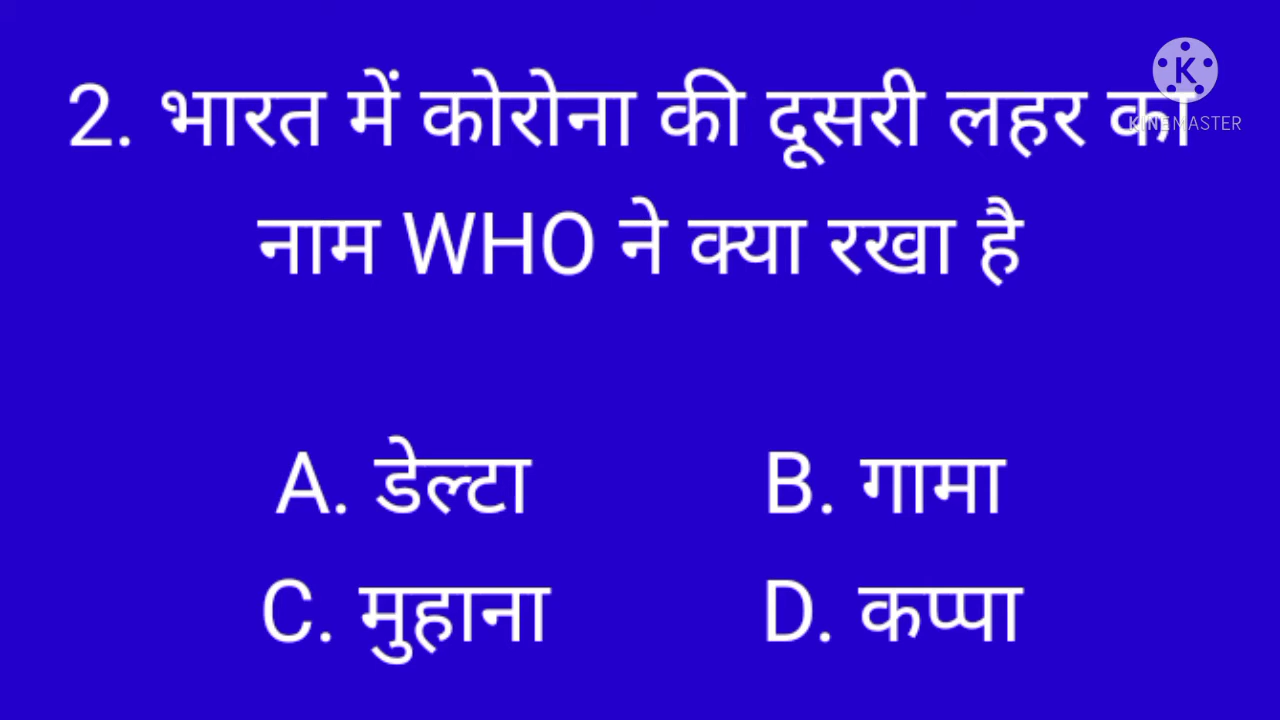 2. भारत में कोरोना की दूसरी लहर का
नाम WHO ने क्या रखा है
A. डेल्टा B. गामा
C. मुहाना D. कप्पा
K
KINEMASTER